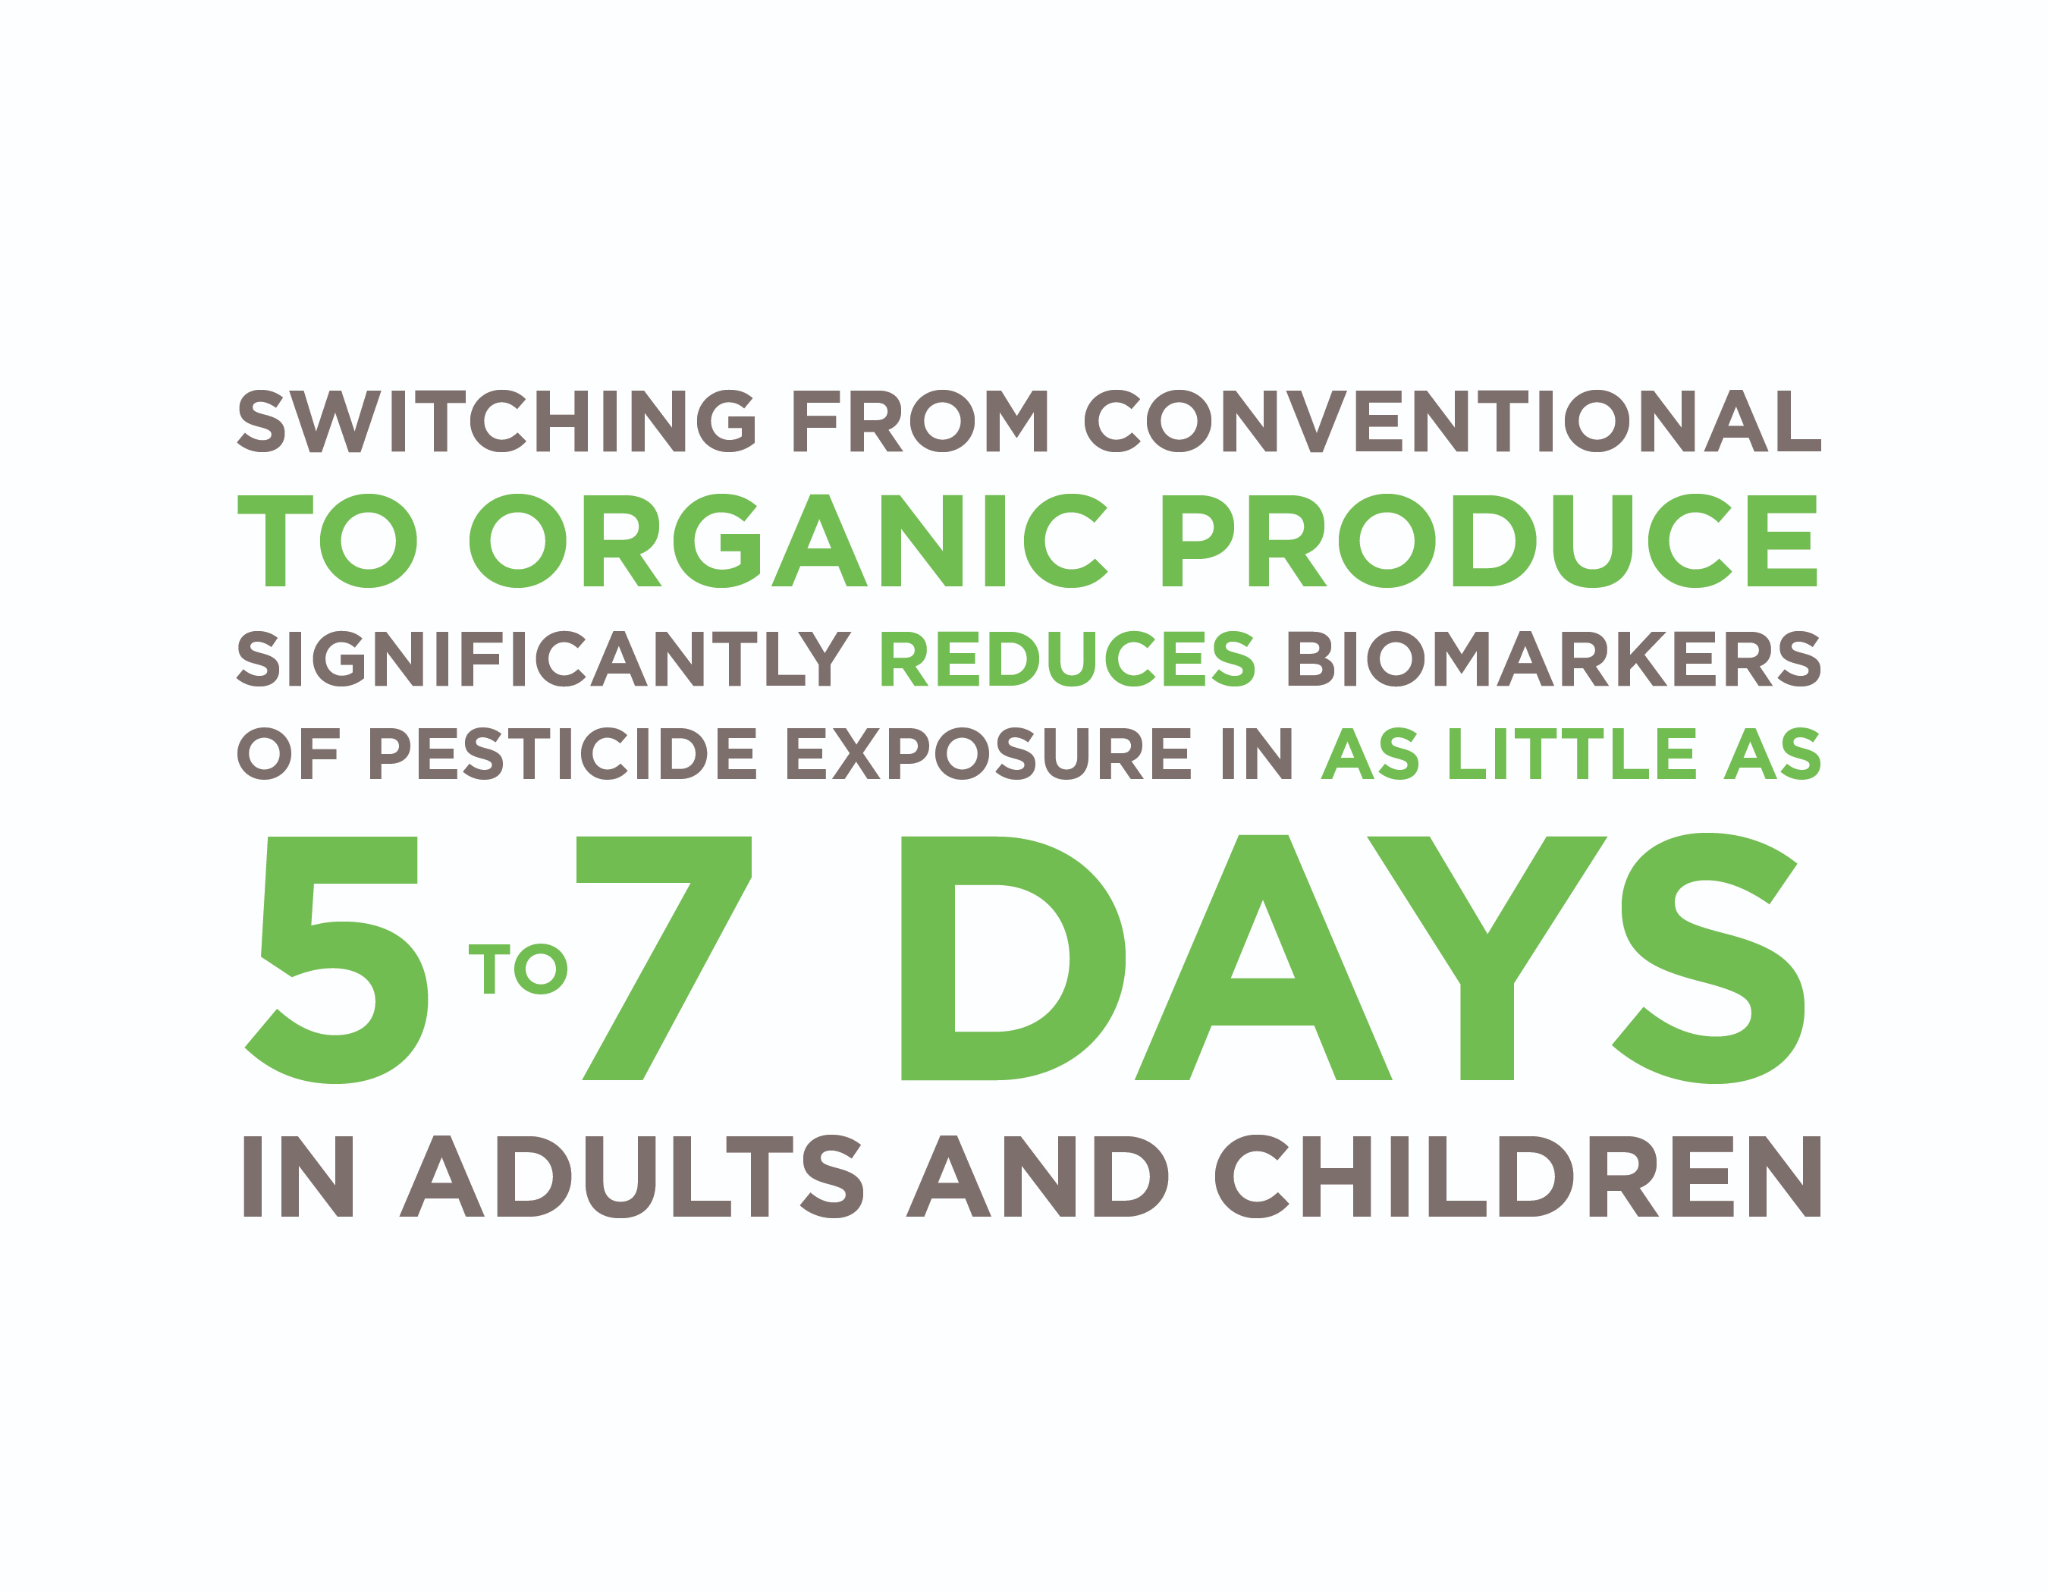 SWITCHING FROM CONVENTIONAL
TO ORGANIC PRODUCE
SIGNIFICANTLY REDUCES BIOMARKERS
OF PESTICIDE EXPOSURE IN AS LITTLE AS
5 TO 7 DAYS
IN ADULTS AND CHILDREN